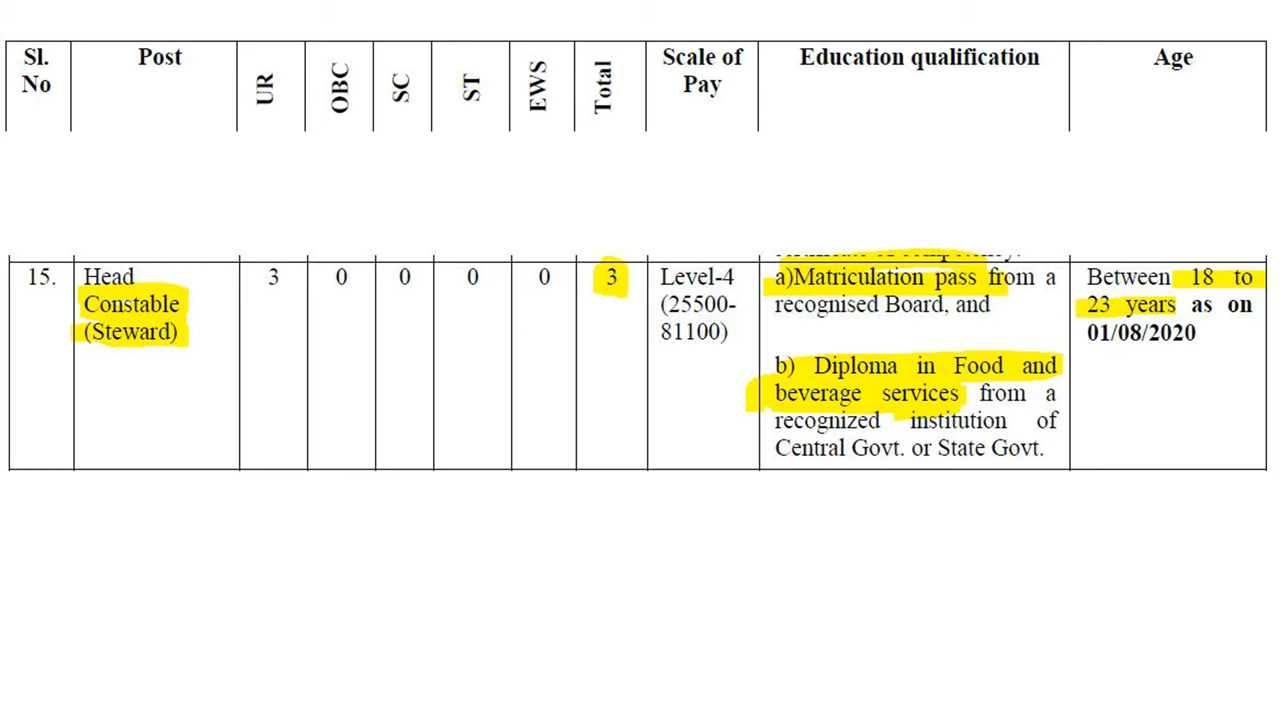 Sl. No
Post
UR
OBC
SC
ST
EWS
Total
Scale of Pay
Education qualification
Age
certificate of competency.
15.
Head
Constable
(Steward)
3
0
0
0
0
3
Level-4
(25500-
81100)
a)Matriculation pass from a
recognised Board, and
b) Diploma in Food and
beverage services from a
recognized institution of
Central Govt. or State Govt.
Between 18 to
23 years as on
01/08/2020